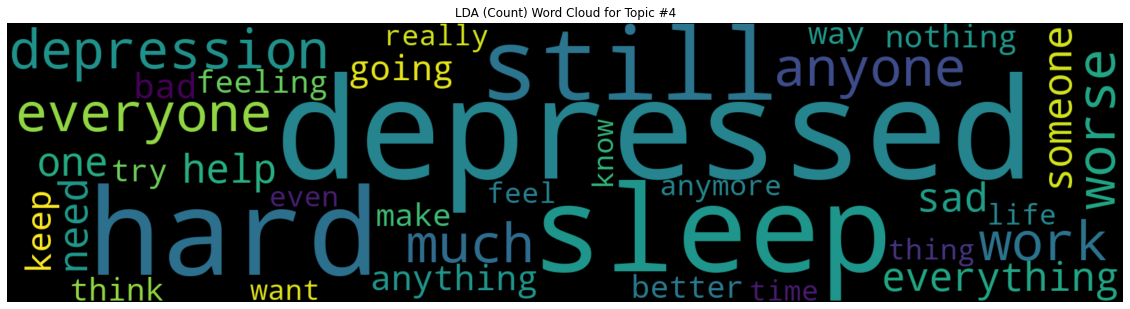 LDA (Count) Word Cloud for Topic #4
depression
really
still
way
nothing
someone
worse
bad
feeling
going
anyone
everyone
depressed
one
try
help
know
keep
need
hard
even
feel
sleep
anymore
sad
life
make
much
thing
work
think
want
anything
better
time
everything